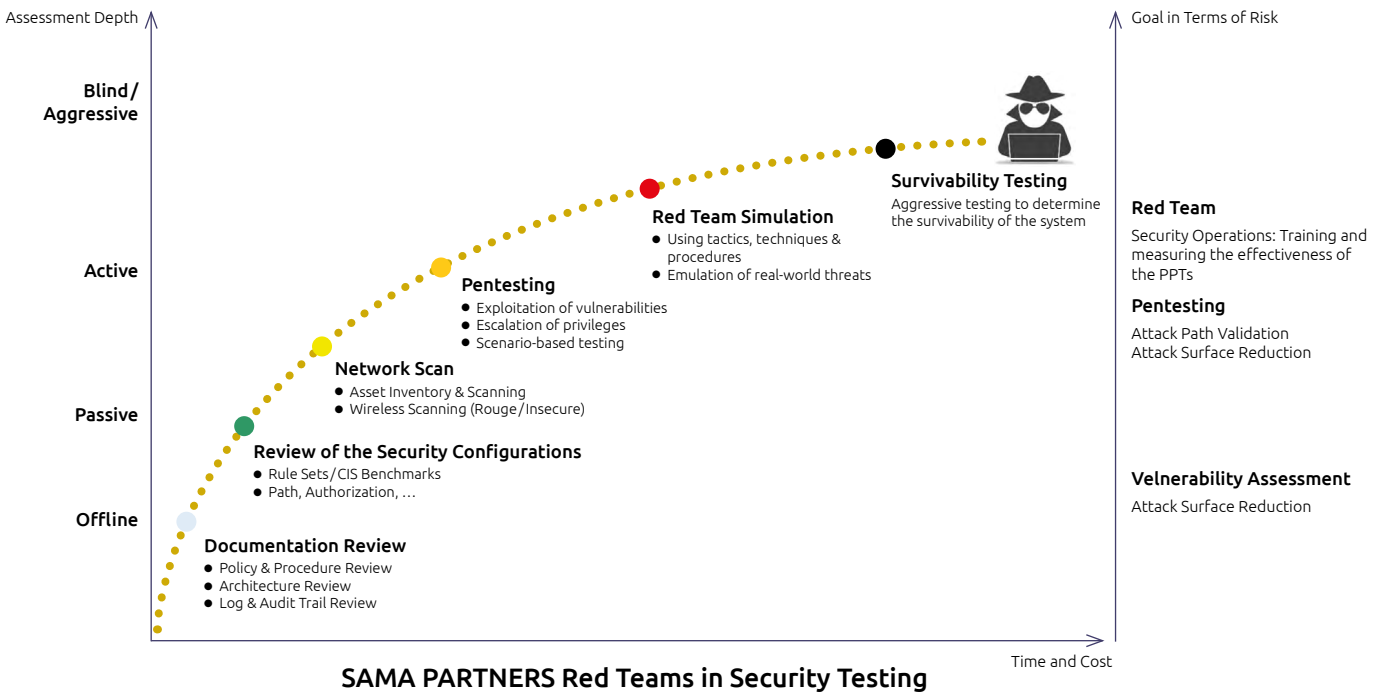 Assessment Depth
Goal in Terms of Risk
Blind/
Aggressive
Active
Passive
Offline
Survivability Testing
Aggressive testing to determine
the survivability of the system
Red Team Simulation
● Using tactics, techniques &
procedures
● Emulation of real-world threats
Pentesting
● Exploitation of vulnerabilities
● Escalation of privileges
● Scenario-based testing
Network Scan
● Asset Inventory & Scanning
● Wireless Scanning (Rouge/Insecure)
Review of the Security Configurations
● Rule Sets/CIS Benchmarks
● Path, Authorization, ...
Documentation Review
● Policy & Procedure Review
● Architecture Review
● Log & Audit Trail Review
Red Team
Security Operations: Training and
measuring the effectiveness of
the PPTs
Pentesting
Attack Path Validation
Attack Surface Reduction
Velnerability Assessment
Attack Surface Reduction
Time and Cost
SAMA PARTNERS Red Teams in Security Testing